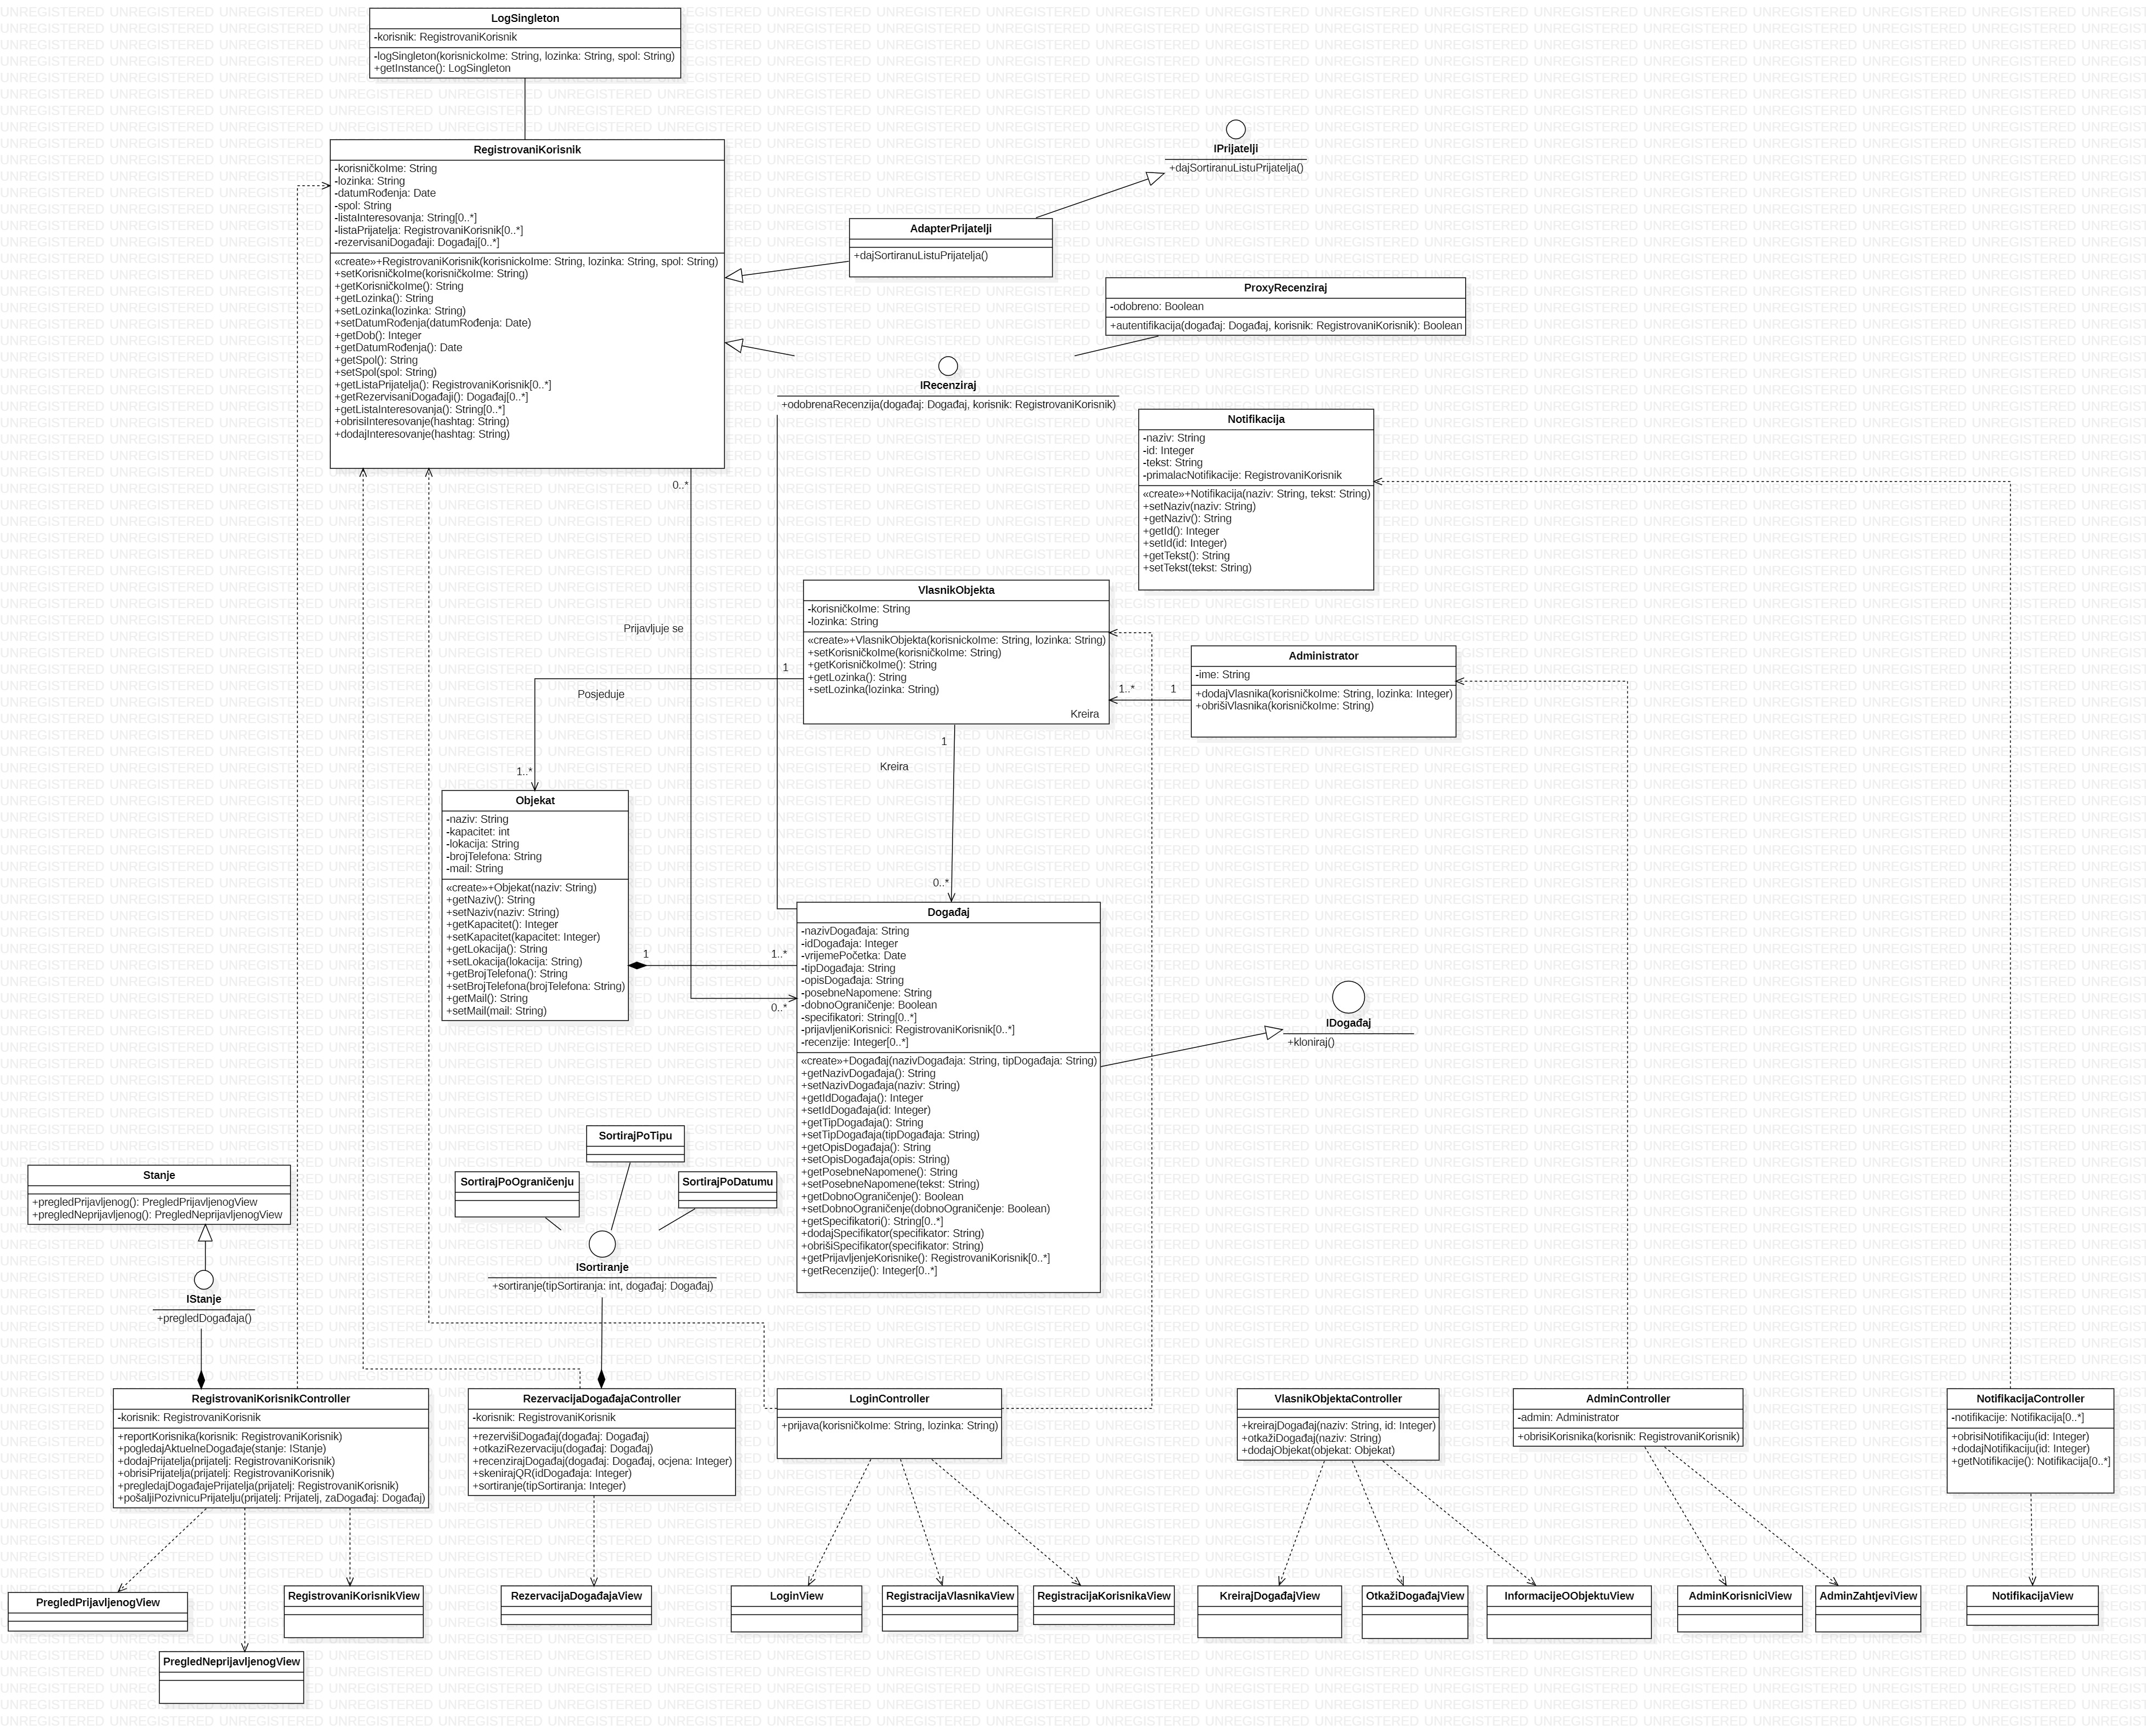 LogSingleton
-korisnik: RegistrovaniKorisnik
-logSingleton(korisnickoIme: String, lozinka: String, spol: String)
+getInstance(): LogSingleton
RegistrovaniKorisnik
-korisničkoIme: String
-lozinka: String
-datumRođenja: Date
-spol: String
-listaInteresovanja: String[0..*]
-listaPrijatelja: RegistrovaniKorisnik[0..*]
-rezervisaniDogađaji: Događaj[0..*]
«create»+RegistrovaniKorisnik(korisnickoIme: String, lozinka: String, spol: String)
+setKorisničkoIme(korisničkoIme: String)
+getKorisničkoIme(): String
+getLozinka(): String
+setLozinka(lozinka: String)
+setDatumRođenja(datumRođenja: Date)
+getDob(): Integer
+getDatumRođenja(): Date
+getSpol(): String
+setSpol(spol: String)
+getListaPrijatelja(): RegistrovaniKorisnik[0..*]
+getRezervisaniDogađaji(): Događaj[0..*]
+getListaInteresovanja(): String[0..*]
+obrisiInteresovanje(hashtag: String)
+dodajInteresovanje(hashtag: String)
IPrijatelji
+dajSortiranuListuPrijatelja()
AdapterPrijatelji
+dajSortiranuListuPrijatelja()
ProxyRecenziraj
-odobreno: Boolean
+autentifikacija(događaj: Događaj, korisnik: RegistrovaniKorisnik): Boolean
IRecenziraj
+odobrenaRecenzija(događaj: Događaj, korisnik: RegistrovaniKorisnik)
Notifikacija
-naziv: String
-id: Integer
-tekst: String
-primalacNotifikacije: RegistrovaniKorisnik
«create»+Notifikacija(naziv: String, tekst: String)
+setNaziv(naziv: String)
+getNaziv(): String
+getId(): Integer
+setId(id: Integer)
+getTekst(): String
+setTekst(tekst: String)
0..*
Prijavljuje se
0..*
VlasnikObjekta
-korisničkoIme: String
-lozinka: String
«create»+VlasnikObjekta(korisnickoIme: String, lozinka: String)
+setKorisničkoIme(korisničkoIme: String)
+getKorisničkoIme(): String
+getLozinka(): String
+setLozinka(lozinka: String)
Kreira
1..*
1
Administrator
-ime: String
+dodajVlasnika(korisničkoIme: String, lozinka: Integer)
+obrišiVlasnika(korisničkoIme: String)
1
Posjeduje
1..*
1
Kreira
0..*
Objekat
-naziv: String
-kapacitet: int
-lokacija: String
-brojTelefona: String
-mail: String
«create»+Objekat(naziv: String)
+getNaziv(): String
+setNaziv(naziv: String)
+getKapacitet(): Integer
+setKapacitet(kapacitet: Integer)
+getLokacija(): String
+setLokacija(lokacija: String)
+getBrojTelefona(): String
+setBrojTelefona(brojTelefona: String)
+getMail(): String
+setMail(mail: String)
1
1..*
Događaj
-nazivDogađaja: String
-idDogađaja: Integer
-vrijemePočetka: Date
-tipDogađaja: String
-opisDogađaja: String
-posebneNapomene: String
-dobnoOgraničenje: Boolean
-specifikatori: String[0..*]
-prijavljeniKorisnici: RegistrovaniKorisnik[0..*]
-recenzije: Integer[0..*]
«create»+Događaj(nazivDogađaja: String, tipDogađaja: String)
+getNazivDogađaja(): String
+setNazivDogađaja(naziv: String)
+getIdDogađaja(): Integer
+setIdDogađaja(id: Integer)
+getTipDogađaja(): String
+setTipDogađaja(tipDogađaja: String)
+getOpisDogađaja(): String
+setOpisDogađaja(opis: String)
+getPosebneNapomene(): String
+setPosebneNapomene(tekst: String)
+getDobnoOgraničenje(): Boolean
+setDobnoOgraničenje(dobnoOgraničenje: Boolean)
+getSpecifikatori(): String[0..*]
+dodajSpecifikator(specifikator: String)
+obrišiSpecifikator(specifikator: String)
+getPrijavljenjeKorisnike(): RegistrovaniKorisnik[0..*]
+getRecenzije(): Integer[0..*]
IDogađaj
+kloniraj()
SortirajPoTipu
SortirajPoOgraničenju
SortirajPoDatumu
ISortiranje
+sortiranje(tipSortiranja: int, događaj: Događaj)
Stanje
+pregledPrijavljenog(): PregledPrijavljenogView
+pregledNeprijavljenog(): PregledNeprijavljenogView
IStanje
+pregledDogađaja()
RegistrovaniKorisnikController
-korisnik: RegistrovaniKorisnik
+reportKorisnika(korisnik: RegistrovaniKorisnik)
+pogledajAktuelneDogađaje(stanje: IStanje)
+dodajPrijatelja(prijatelj: RegistrovaniKorisnik)
+obrisiPrijatelja(prijatelj: RegistrovaniKorisnik)
+pregledajDogađajePrijatelja(prijatelj: RegistrovaniKorisnik)
+pošaljiPozivnicuPrijatelju(prijatelj: Prijatelj, zaDogađaj: Događaj)
RezervacijaDogađajaController
-korisnik: RegistrovaniKorisnik
+rezervišiDogađaj(događaj: Događaj)
+otkaziRezervaciju(događaj: Događaj)
+recenzirajDogađaj(događaj: Događaj, ocjena: Integer)
+skenirajQR(idDogađaja: Integer)
+sortiranje(tipSortiranja: Integer)
LoginController
+prijava(korisničkoIme: String, lozinka: String)
VlasnikObjektaController
+kreirajDogađaj(naziv: String, id: Integer)
+otkažiDogađaj(naziv: String)
+dodajObjekat(objekat: Objekat)
AdminController
-admin: Administrator
+obrisiKorisnika(korisnik: RegistrovaniKorisnik)
NotifikacijaController
-notifikacije: Notifikacija[0..*]
+obrisiNotifikaciju(id: Integer)
+dodajNotifikaciju(id: Integer)
+getNotifikacije(): Notifikacija[0..*]
PregledPrijavljenogView
RegistrovaniKorisnikView
RezervacijaDogađajaView
LoginView
RegistracijaVlasnikaView
RegistracijaKorisnikaView
KreirajDogađajView
OtkažiDogađajView
InformacijeOObjektuView
AdminKorisniciView
AdminZahtjeviView
NotifikacijaView
PregledNeprijavljenogView